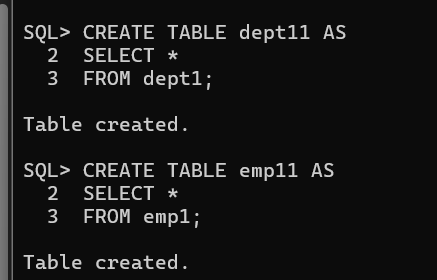 SQL> CREATE TABLE dept11 AS
  2  SELECT *
  3  FROM dept1;
Table created.
SQL> CREATE TABLE emp11 AS
  2  SELECT *
  3  FROM emp1;
Table created.